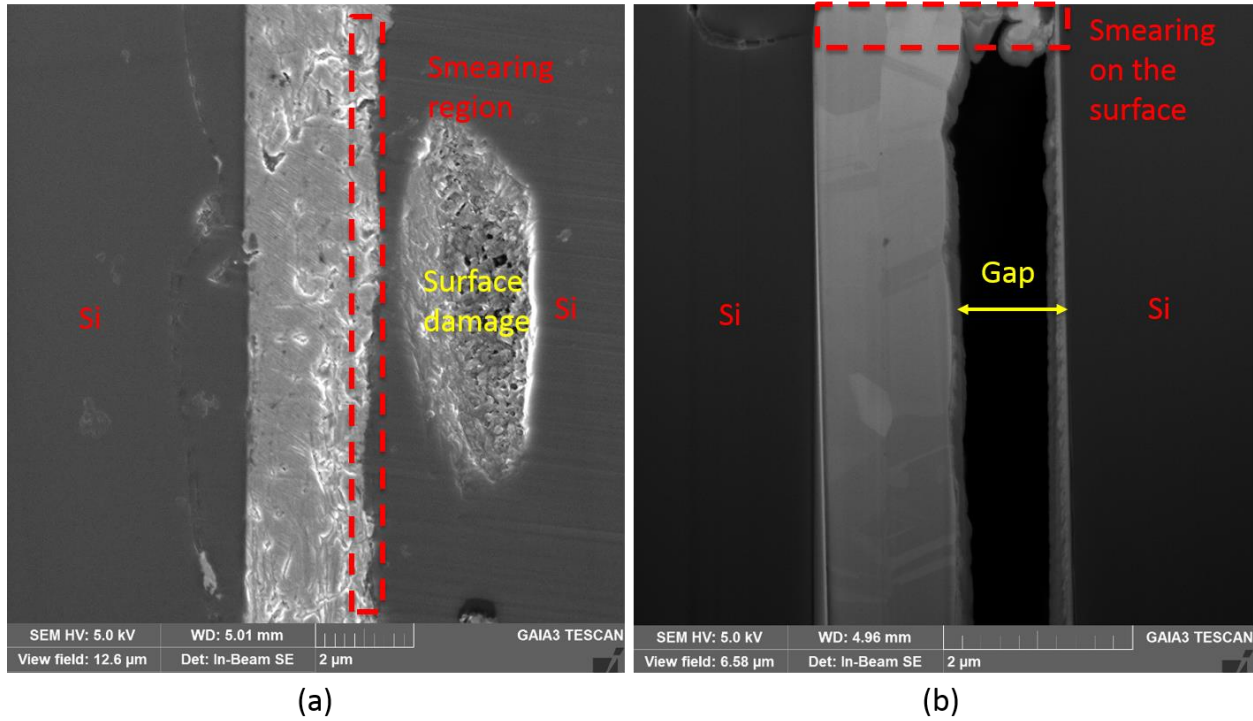 Smearing
region
Si
Surface
damage
Si
SEM HV: 5.0 kV
WD: 5.01 mm
View field: 12.6 µm
Det: In-Beam SE
2 µm
GAIA3 TESCAN
(a)
Smearing
on the
surface
Gap
Si
Si
SEM HV: 5.0 kV
WD: 4.96 mm
View field: 6.58 µm
Det: In-Beam SE
2 µm
GAIA3 TESCAN
(b)